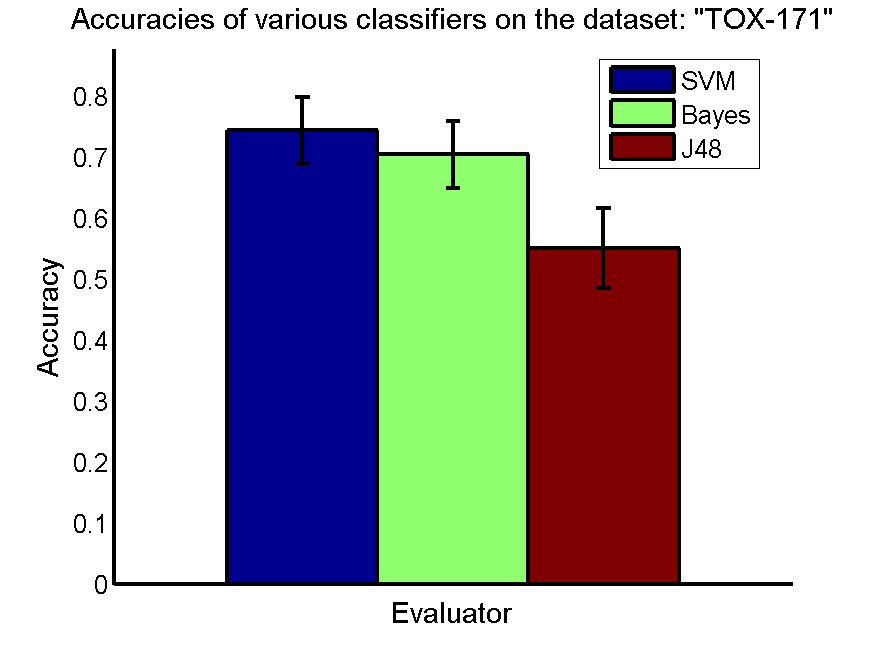 Accuracies of various classifiers on the dataset: "TOX-171"
SVM
Bayes
J48
0.8
0.7
0.6
0.5
0.4
0.3
0.2
0.1
0
Accuracy
Evaluator